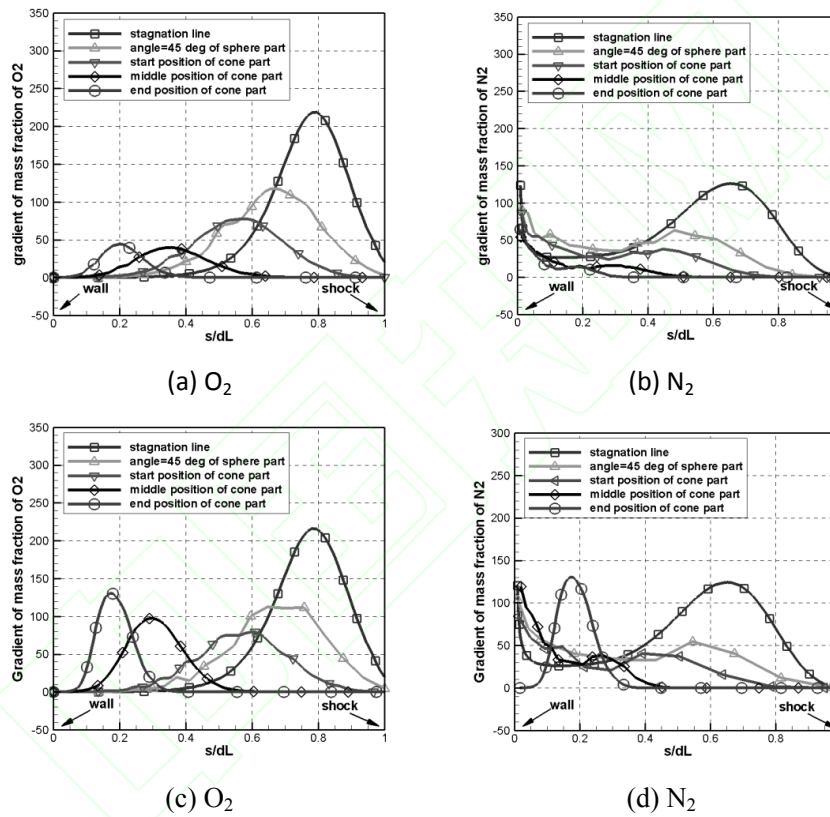 350
300
250
200
150
100
50
0
-50
gradient of mass fraction of O2
stagnation line
angle=45 deg of sphere part
start position of cone part
middle position of cone part
end position of cone part
wall
shock
0
0.2
0.4
0.6
0.8
1
s/dL
(a) O2
350
300
250
200
150
100
50
0
-50
gradient of mass fraction of N2
stagnation line
angle=45 deg of sphere part
start position of cone part
middle position of cone part
end position of cone part
wall
shock
0
0.2
0.4
0.6
0.8
s/dL
(b) N2
350
300
250
200
150
100
50
0
-50
Gradient of mass fraction of O2
stagnation line
angle=45 deg of sphere part
start position of cone part
middle position of cone part
end position of cone part
wall
shock
0
0.2
0.4
0.6
0.8
1
s/dL
(c) O2
300
250
200
150
100
50
0
-50
Gradient of mass fraction of N2
stagnation line
angle=45 deg of sphere part
start position of cone part
middle position of cone part
end position of cone part
wall
shock
0
0.2
0.4
0.6
0.8
s/dL
(d) N2